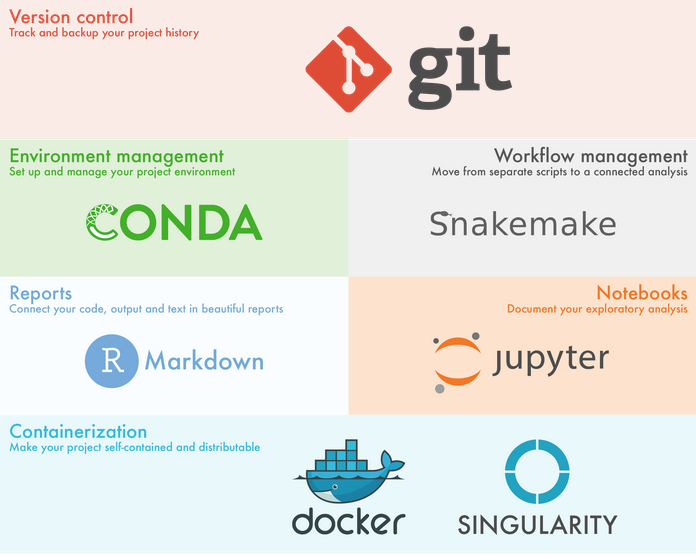 Version control
Track and backup your project history
git
Environment management
Set up and manage your project environment
CONDA
Workflow management
Move from separate scripts to a connected analysis
Snakemake
Reports
Connect your code, output and text in beautiful reports
R Markdown
Notebooks
Document your exploratory analysis
jupyter
Containerization
Make your project self-contained and distributable
docker
SINGULARITY